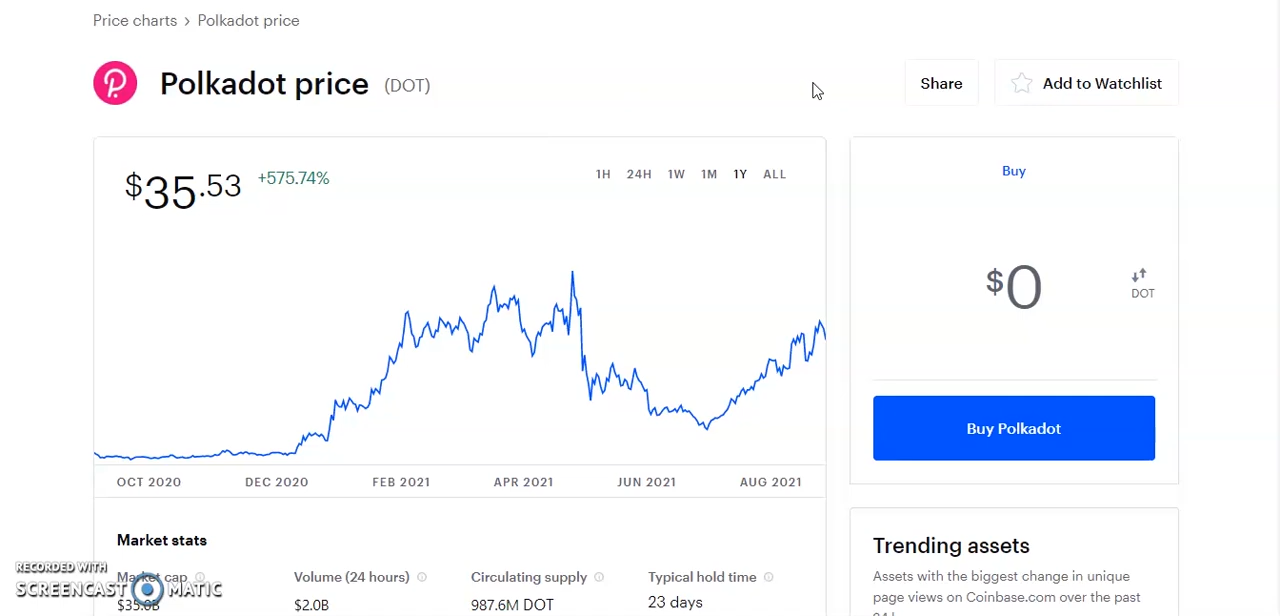 Price charts › Polkadot price
Polkadot price (DOT)
Share
Add to Watchlist
$35.53 +575.74%
1H 24H 1W 1M 1Y ALL
OCT 2020 DEC 2020 FEB 2021 APR 2021 JUN 2021 AUG 2021
Buy
$0
DOT
Buy Polkadot
Market stats
Market cap Volume (24 hours) Circulating supply Typical hold time
$35.0B $2.0B 987.6M DOT 23 days
Trending assets
Assets with the biggest change in unique
page views on Coinbase.com over the past
RECORDED WITH
SCREENCAST MATIC